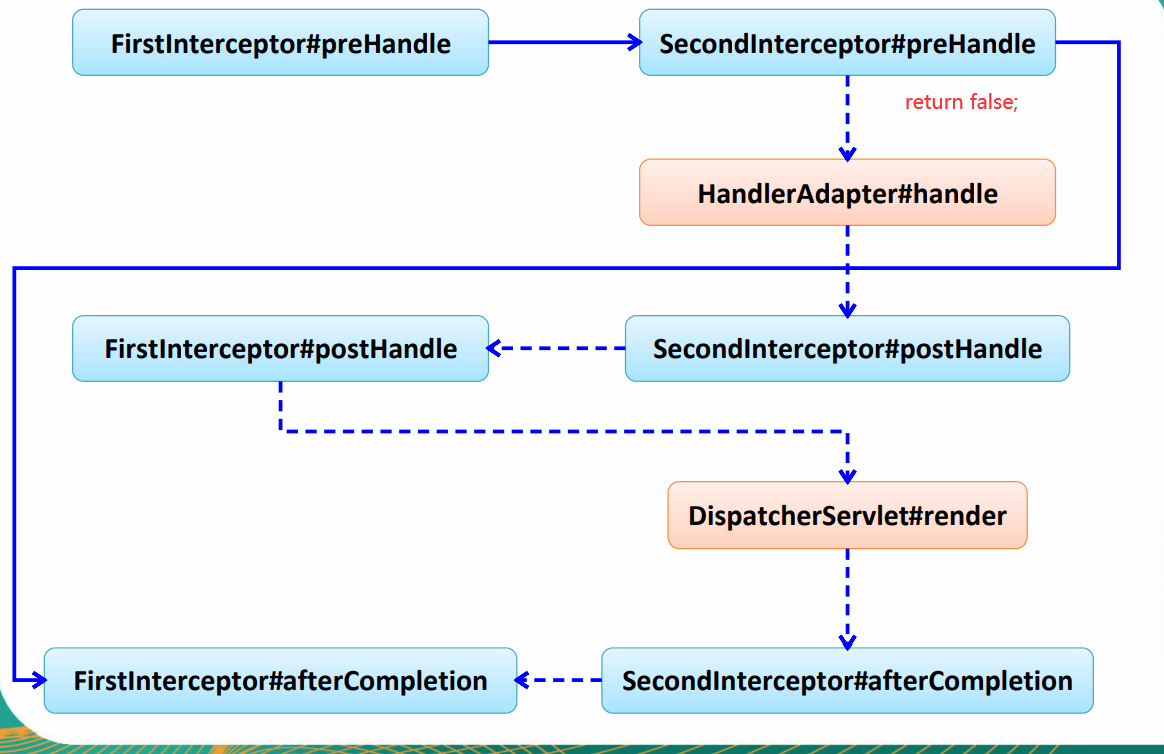 FirstInterceptor#preHandle
SecondInterceptor#preHandle
return false;
HandlerAdapter#handle
FirstInterceptor#postHandle
SecondInterceptor#postHandle
DispatcherServlet#render
FirstInterceptor#afterCompletion
SecondInterceptor#afterCompletion